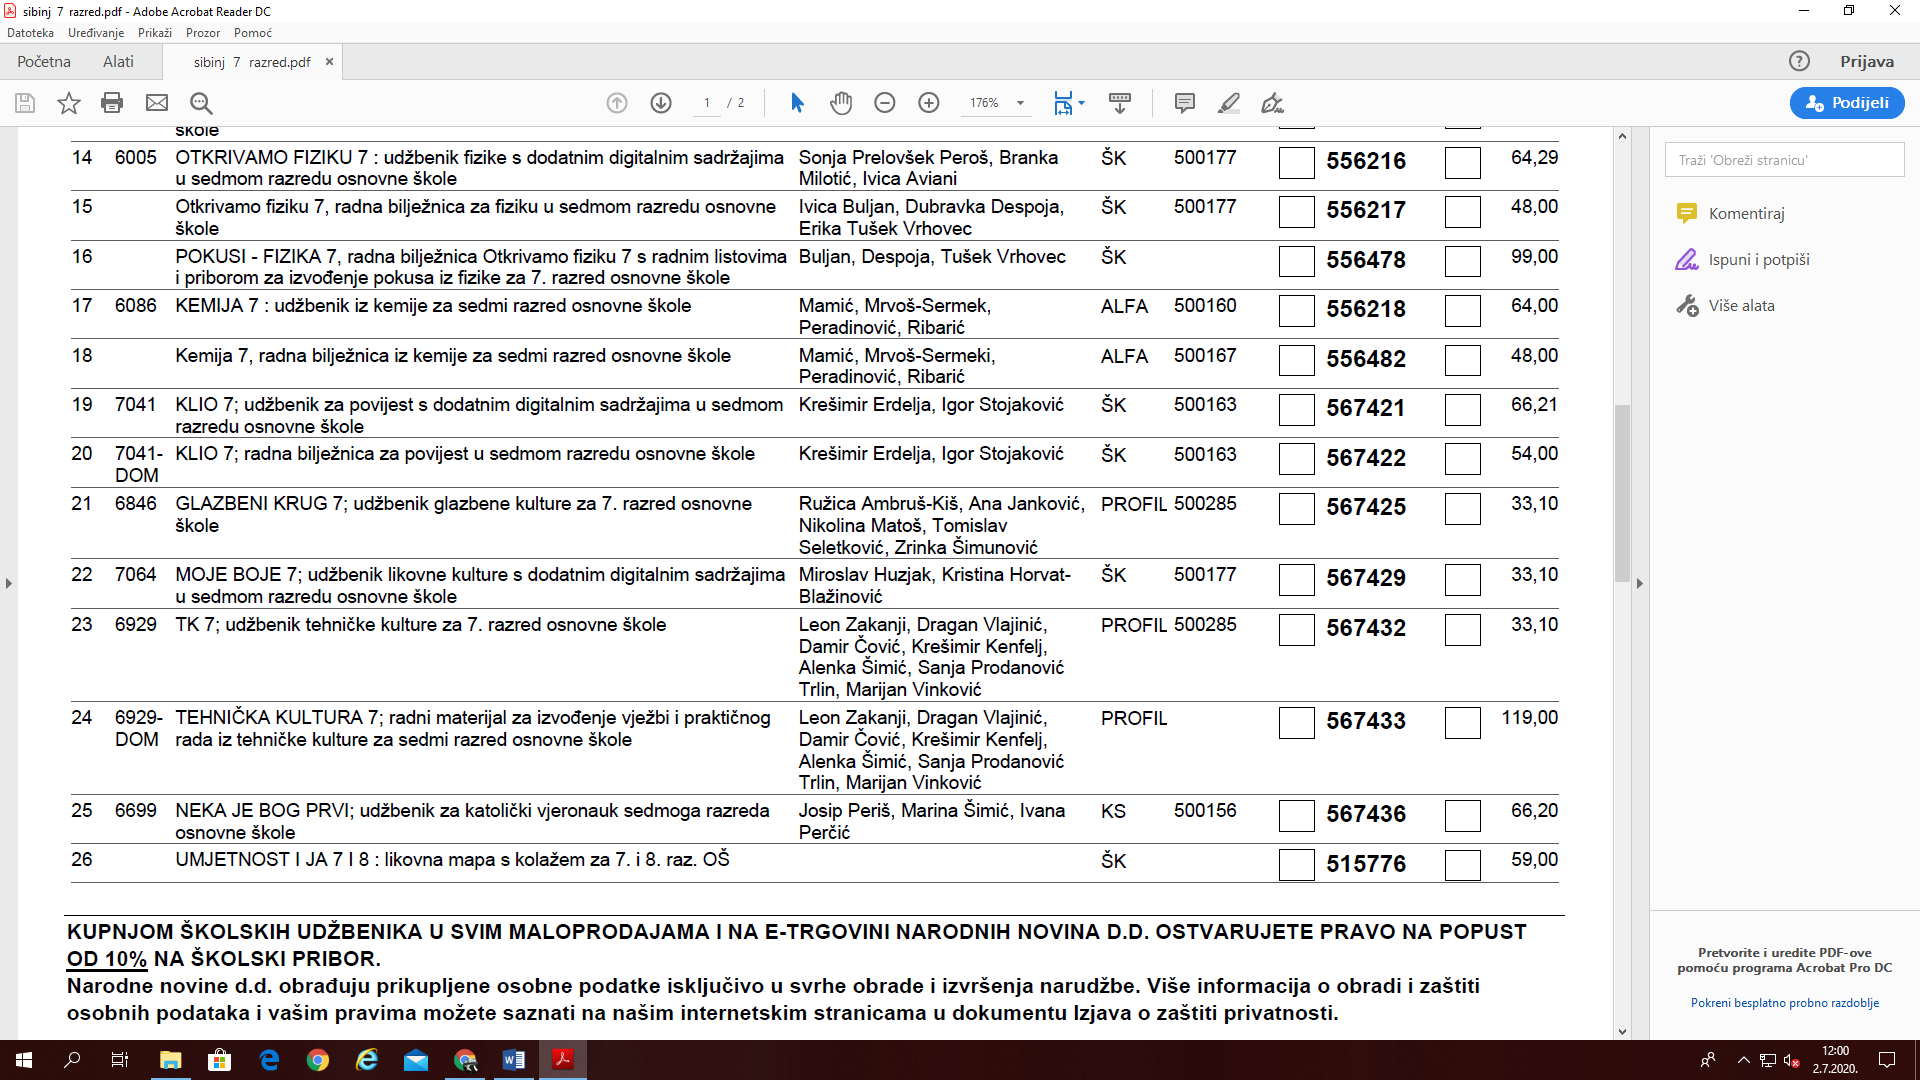 sibinj 7 razred.pdf - Adobe Acrobat Reader DC
Datoteka Uređivanje Prikaži Prozor Pomoć
Početna Alati sibinj 7 razred.pdf × Prijava
1 / 2 176% Podijeli
škole
14 6005 OTKRIVAMO FIZIKU 7 : udžbenik fizike s dodatnim digitalnim sadržajima Sonja Prelovšek Peroš, Branka ŠK 500177 556216 64,29
u sedmom razredu osnovne škole Milotić, Ivica Aviani
15 Otkrivamo fiziku 7, radna bilježnica za fiziku u sedmom razredu osnovne Ivica Buljan, Dubravka Despoja, ŠK 500177 556217 48,00
škole Erika Tušek Vrhovec
16 POKUSI - FIZIKA 7, radna bilježnica Otkrivamo fiziku 7 s radnim listovima Buljan, Despoja, Tušek Vrhovec ŠK 556478 99,00
i priborom za izvođenje pokusa iz fizike za 7. razred osnovne škole
17 6086 KEMIJA 7 : udžbenik iz kemije za sedmi razred osnovne škole Mamić, Mrvoš-Sermek, ALFA 500160 556218 64,00
Peradinović, Ribarić
18 Kemija 7, radna bilježnica iz kemije za sedmi razred osnovne škole Mamić, Mrvoš-Sermeki, ALFA 500167 556482 48,00
Peradinović, Ribarić
19 7041 KLIO 7; udžbenik za povijest s dodatnim digitalnim sadržajima u sedmom Krešimir Erdelja, Igor Stojaković ŠK 500163 567421 66,21
razredu osnovne škole
20 7041- KLIO 7; radna bilježnica za povijest u sedmom razredu osnovne škole Krešimir Erdelja, Igor Stojaković ŠK 500163 567422 54,00
DOM
21 6846 GLAZBENI KRUG 7; udžbenik glazbene kulture za 7. razred osnovne Ružica Ambruš-Kiš, Ana Janković, PROFIL 500285 567425 33,10
škole Nikolina Matoš, Tomislav
Seletković, Zrinka Šimunović
22 7064 MOJE BOJE 7; udžbenik likovne kulture s dodatnim digitalnim sadržajima Miroslav Huzjak, Kristina Horvat- ŠK 500177 567429 33,10
u sedmom razredu osnovne škole Blažinović
23 6929 TK 7; udžbenik tehničke kulture za 7. razred osnovne škole Leon Zakanji, Dragan Vlajinić, PROFIL 500285 567432 33,10
Damir Čović, Krešimir Kenfelj,
Alenka Šimić, Sanja Prodanović
Trlin, Marijan Vinković
24 6929- TEHNIČKA KULTURA 7; radni materijal za izvođenje vježbi i praktičnog Leon Zakanji, Dragan Vlajinić, PROFIL 567433 119,00
DOM rada iz tehničke kulture za sedmi razred osnovne škole Damir Čović, Krešimir Kenfelj,
Alenka Šimić, Sanja Prodanović
Trlin, Marijan Vinković
25 6699 NEKA JE BOG PRVI; udžbenik za katolički vjeronauk sedmoga razreda Josip Periš, Marina Šimić, Ivana KS 500156 567436 66,20
osnovne škole Perčić
26 UMJETNOST I JA 7 I 8 : likovna mapa s kolažem za 7. i 8. raz. OŠ ŠK 515776 59,00
KUPNJOM ŠKOLSKIH UDŽBENIKA U SVIM MALOPRODAJAMA I NA E-TRGOVINI NARODNIH NOVINA D.D. OSTVARUJETE PRAVO NA POPUST
OD 10% NA ŠKOLSKI PRIBOR.
Narodne novine d.d. obrađuju prikupljene osobne podatke isključivo u svrhe obrade i izvršenja narudžbe. Više informacija o obradi i zaštiti
osobnih podataka i vašim pravima možete saznati na našim internetskim stranicama u dokumentu Izjava o zaštiti privatnosti.
Traži 'Obreži stranicu'
Komentiraj
Ispuni i potpiši
Više alata
Pretvorite i uredite PDF-ove
pomoću programa Acrobat Pro DC
Pokreni besplatno probno razdoblje
12:00
2.7.2020.